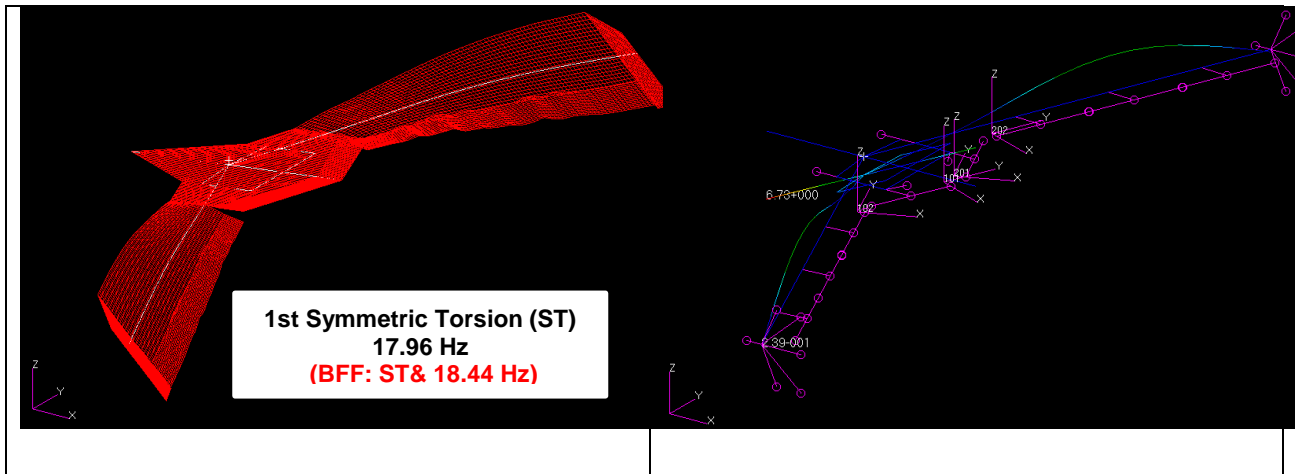 1st Symmetric Torsion (ST)
17.96 Hz
(BFF: ST& 18.44 Hz)
Z
Y
X
Z
202
Y
X
Z
Z
Y
201
101
X
Y
X
Z
6.73+000
Y
102
X
2.39-001
Z
Y
X